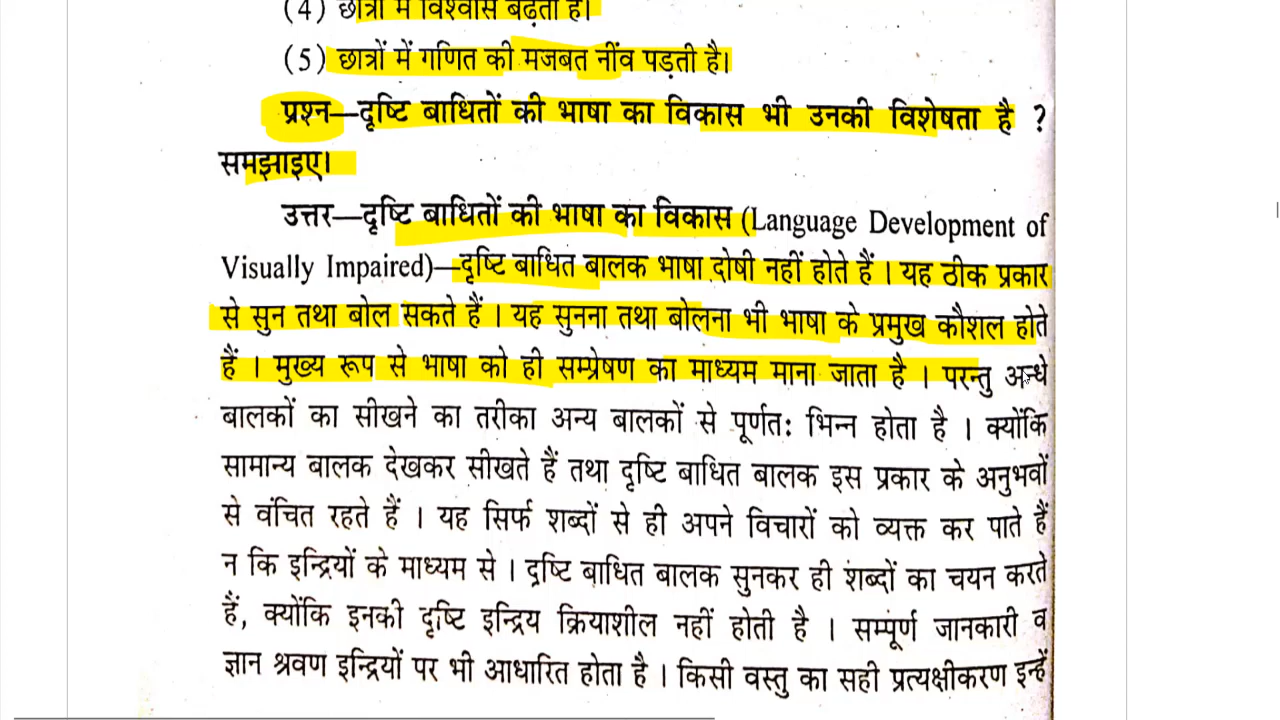 (4) छात्रों में विश्वास बढ़ता है।
(5) छात्रों में गणित की मजबत नींव पड़ती है।
प्रश्न—दृष्टि बाधितों की भाषा का विकास भी उनकी विशेषता है ?
समझाइए।
उत्तर—दृष्टि बाधितों की भाषा का विकास (Language Development of
Visually Impaired)—दृष्टि बाधित बालक भाषा दोषी नहीं होते हैं । यह ठीक प्रकार
से सुन तथा बोल सकते हैं । यह सुनना तथा बोलना भी भाषा के प्रमुख कौशल होते
हैं । मुख्य रूप से भाषा को ही सम्प्रेषण का माध्यम माना जाता है । परन्तु अन्धे
बालकों का सीखने का तरीका अन्य बालकों से पूर्णतः भिन्न होता है । क्योंकि
सामान्य बालक देखकर सीखते हैं तथा दृष्टि बाधित बालक इस प्रकार के अनुभवों
से वंचित रहते हैं । यह सिर्फ शब्दों से ही अपने विचारों को व्यक्त कर पाते हैं
न कि इन्द्रियों के माध्यम से । द्रष्टि बाधित बालक सुनकर ही शब्दों का चयन करते
हैं, क्योंकि इनकी दृष्टि इन्द्रिय क्रियाशील नहीं होती है । सम्पूर्ण जानकारी व
ज्ञान श्रवण इन्द्रियों पर भी आधारित होता है । किसी वस्तु का सही प्रत्यक्षीकरण इन्हें